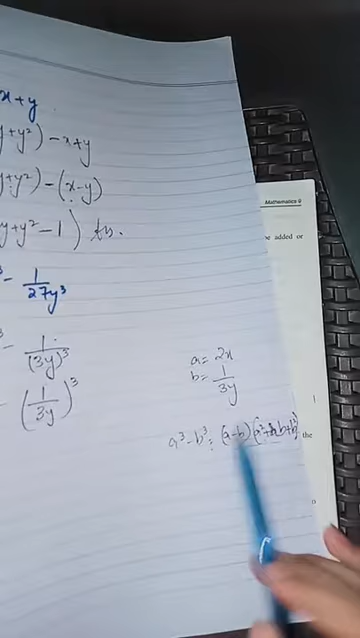 x+y
y+y²) - x+y
y+y²) - (x-y)
y+y²-1) Ans.
Mathematics 9
be added or
- 1/27y³
- 1/(3y)³
- (1/3y)³
a = 2x
b = 1/3y
a³-b³ = (a-b)(a²+ab+b²)
the